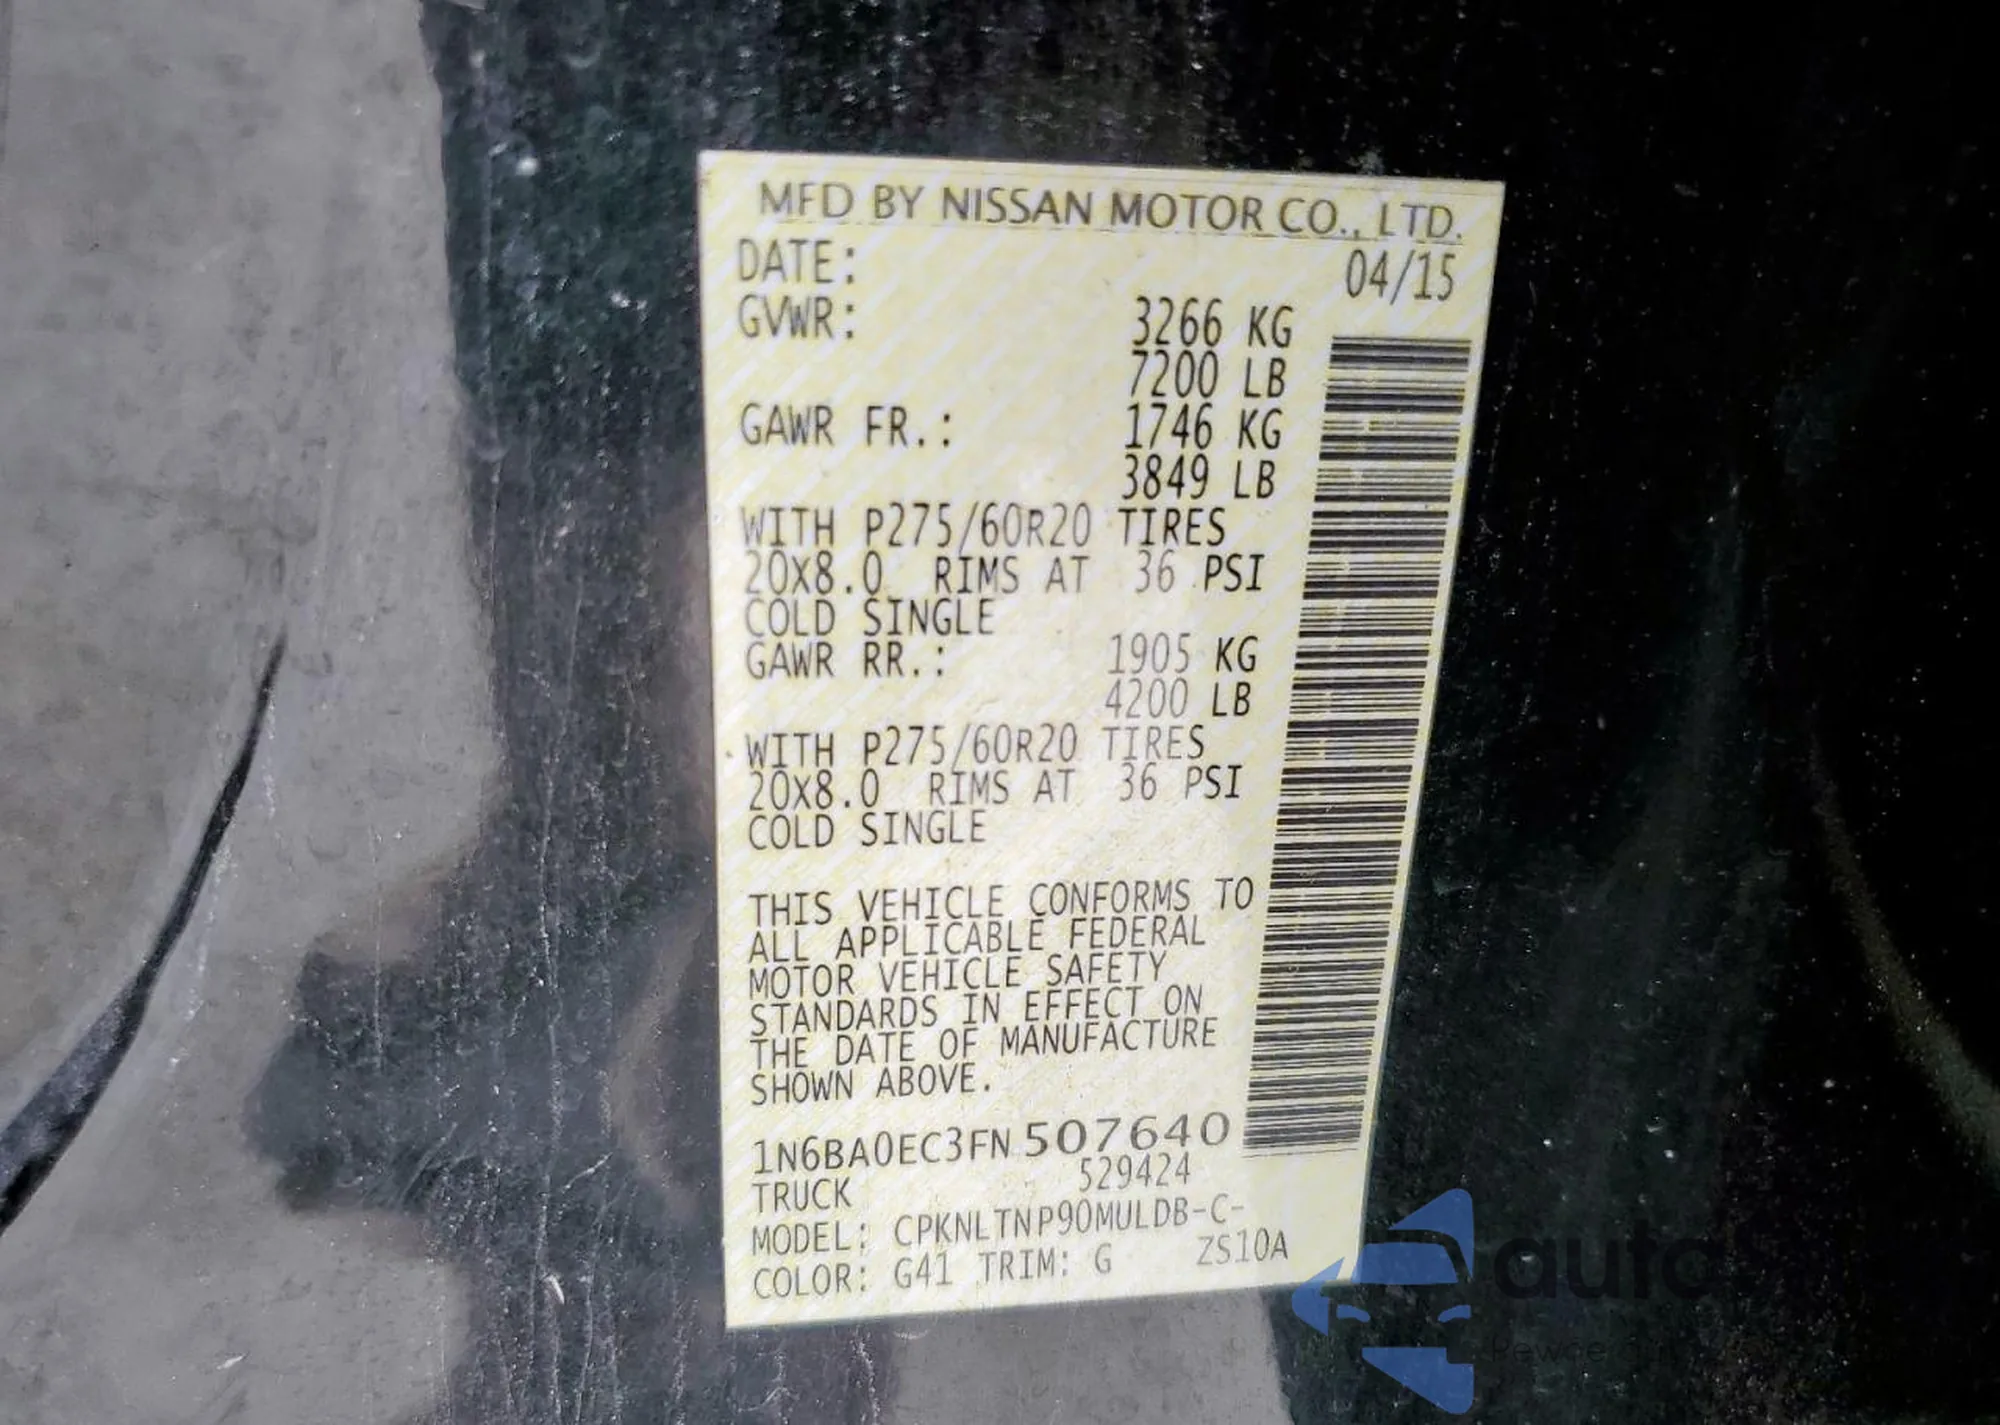 MFD BY NISSAN MOTOR CO., LTD.
DATE: 04/15
GVWR: 3266 KG
7200 LB
GAWR FR.: 1746 KG
3849 LB
WITH P275/60R20 TIRES
20X8.0 RIMS AT 36 PSI
COLD SINGLE
GAWR RR.: 1905 KG
4200 LB
WITH P275/60R20 TIRES
20X8.0 RIMS AT 36 PSI
COLD SINGLE
THIS VEHICLE CONFORMS TO
ALL APPLICABLE FEDERAL
MOTOR VEHICLE SAFETY
STANDARDS IN EFFECT ON
THE DATE OF MANUFACTURE
SHOWN ABOVE.
1N6BA0EC3FN507640
529424
TRUCK
MODEL: CPKNLTNP90MULDB-C-
COLOR: G41 TRIM: G ZS10A